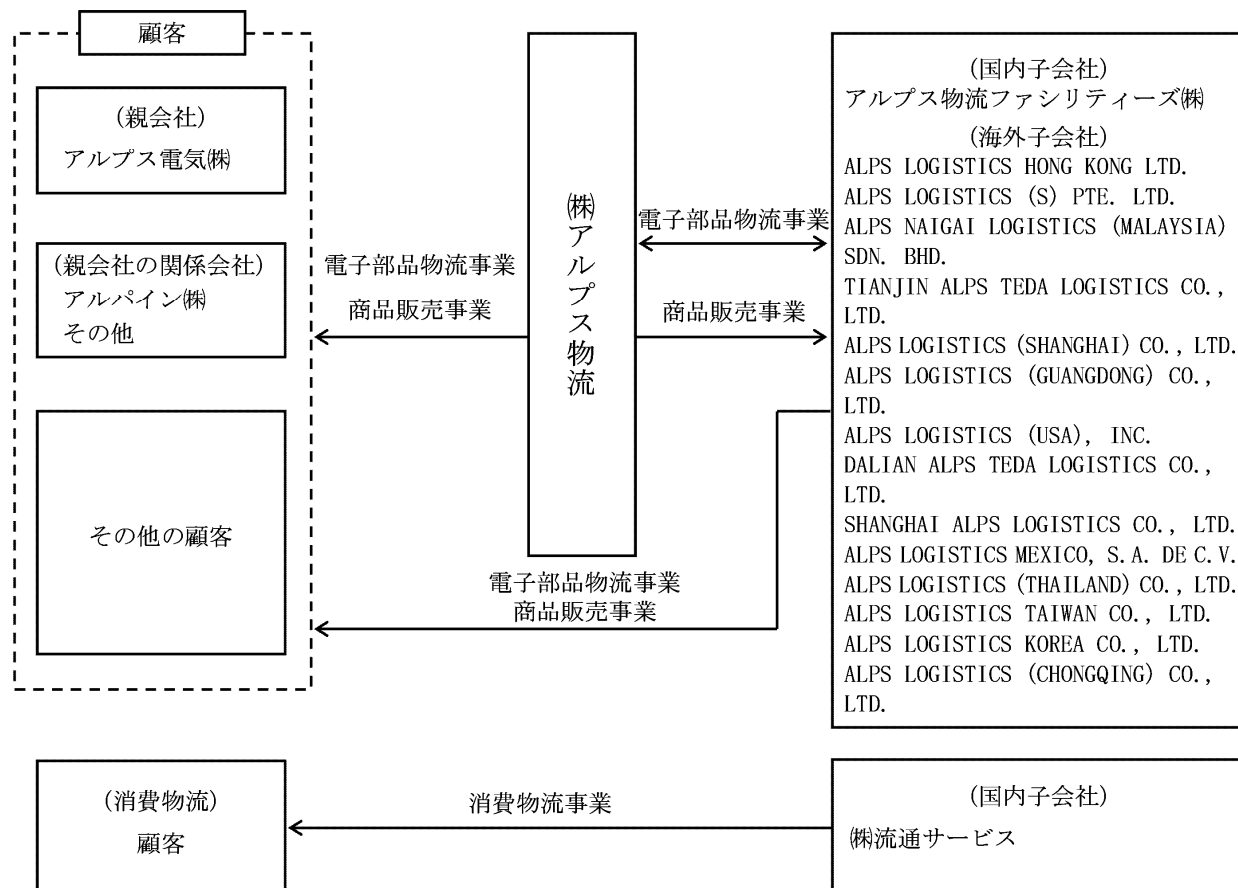 顧客
(親会社)
アルプス電気㈱
(親会社の関係会社)
アルパイン㈱
その他
その他の顧客
電子部品物流事業
商品販売事業
㈱アルプス物流
電子部品物流事業
商品販売事業
電子部品物流事業
商品販売事業
(国内子会社)
アルプス物流ファシリティーズ㈱
(海外子会社)
ALPS LOGISTICS HONG KONG LTD.
ALPS LOGISTICS (S) PTE. LTD.
ALPS NAIGAI LOGISTICS (MALAYSIA)
SDN. BHD.
TIANJIN ALPS TEDA LOGISTICS CO.,
LTD.
ALPS LOGISTICS (SHANGHAI) CO., LTD.
ALPS LOGISTICS (GUANGDONG) CO.,
LTD.
ALPS LOGISTICS (USA), INC.
DALIAN ALPS TEDA LOGISTICS CO.,
LTD.
SHANGHAI ALPS LOGISTICS CO., LTD.
ALPS LOGISTICS MEXICO, S.A. DE C.V.
ALPS LOGISTICS (THAILAND) CO., LTD.
ALPS LOGISTICS TAIWAN CO., LTD.
ALPS LOGISTICS KOREA CO., LTD.
ALPS LOGISTICS (CHONGQING) CO.,
LTD.
(消費物流)
顧客
消費物流事業
(国内子会社)
㈱流通サービス